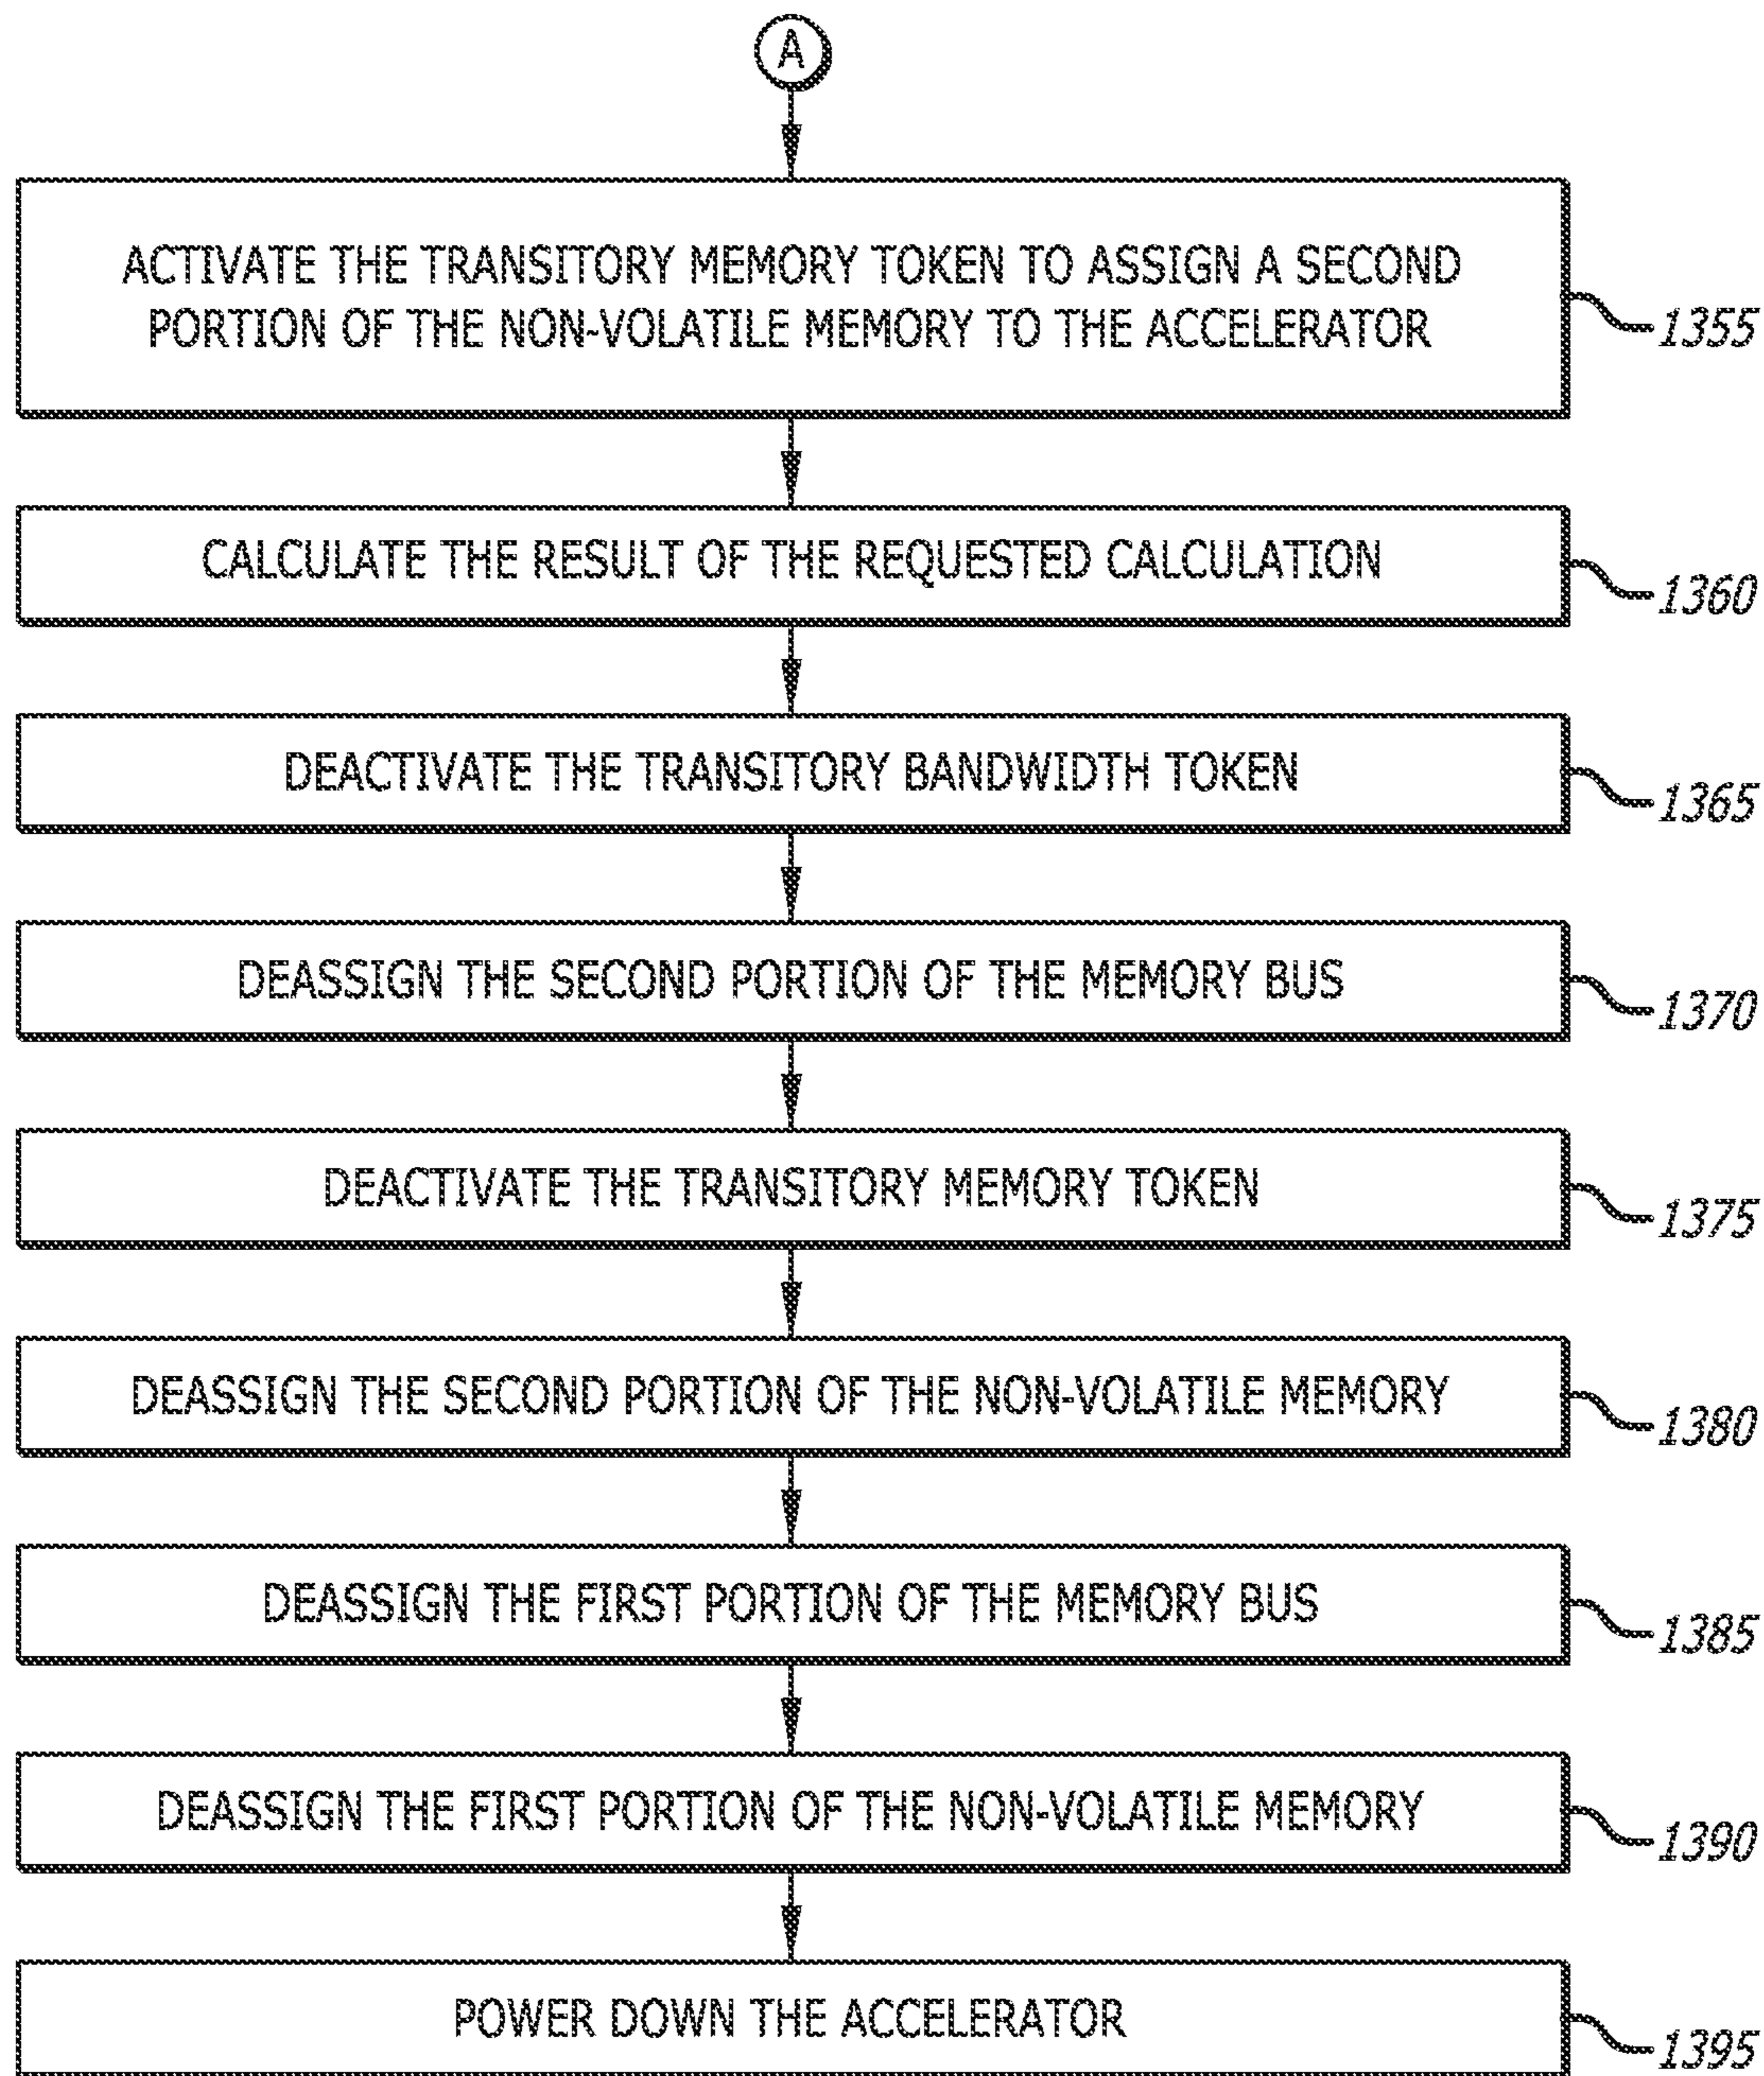 A
ACTIVATE THE TRANSITORY MEMORY TOKEN TO ASSIGN A SECOND
PORTION OF THE NON-VOLATILE MEMORY TO THE ACCELERATOR
1355
CALCULATE THE RESULT OF THE REQUESTED CALCULATION
1360
DEACTIVATE THE TRANSITORY BANDWIDTH TOKEN
1365
DEASSIGN THE SECOND PORTION OF THE MEMORY BUS
1370
DEACTIVATE THE TRANSITORY MEMORY TOKEN
1375
DEASSIGN THE SECOND PORTION OF THE NON-VOLATILE MEMORY
1380
DEASSIGN THE FIRST PORTION OF THE MEMORY BUS
1385
DEASSIGN THE FIRST PORTION OF THE NON-VOLATILE MEMORY
1390
POWER DOWN THE ACCELERATOR
1395